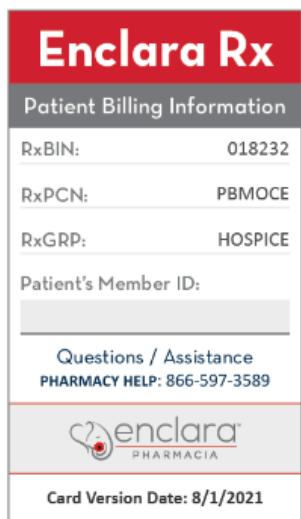 Enclara Rx
Patient Billing Information
RxBIN: 018232
RxPCN: PBMOCE
RxGRP: HOSPICE
Patient's Member ID:
Questions / Assistance
PHARMACY HELP: 866-597-3589
enclara™
PHARMACIA
Card Version Date: 8/1/2021